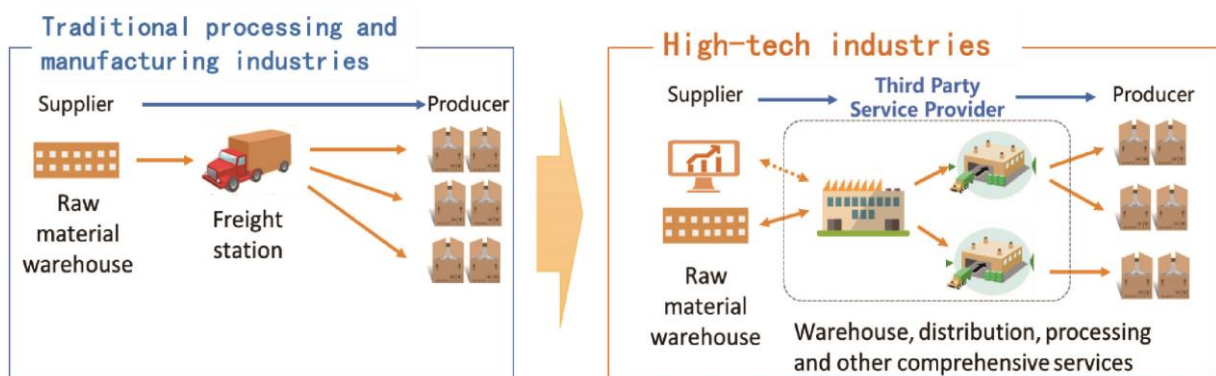 Traditional processing and
manufacturing industries
Supplier
Producer
Raw
material
warehouse
Freight
station
High-tech industries
Supplier
Third Party
Service Provider
Producer
Raw
material
warehouse
Warehouse, distribution, processing
and other comprehensive services